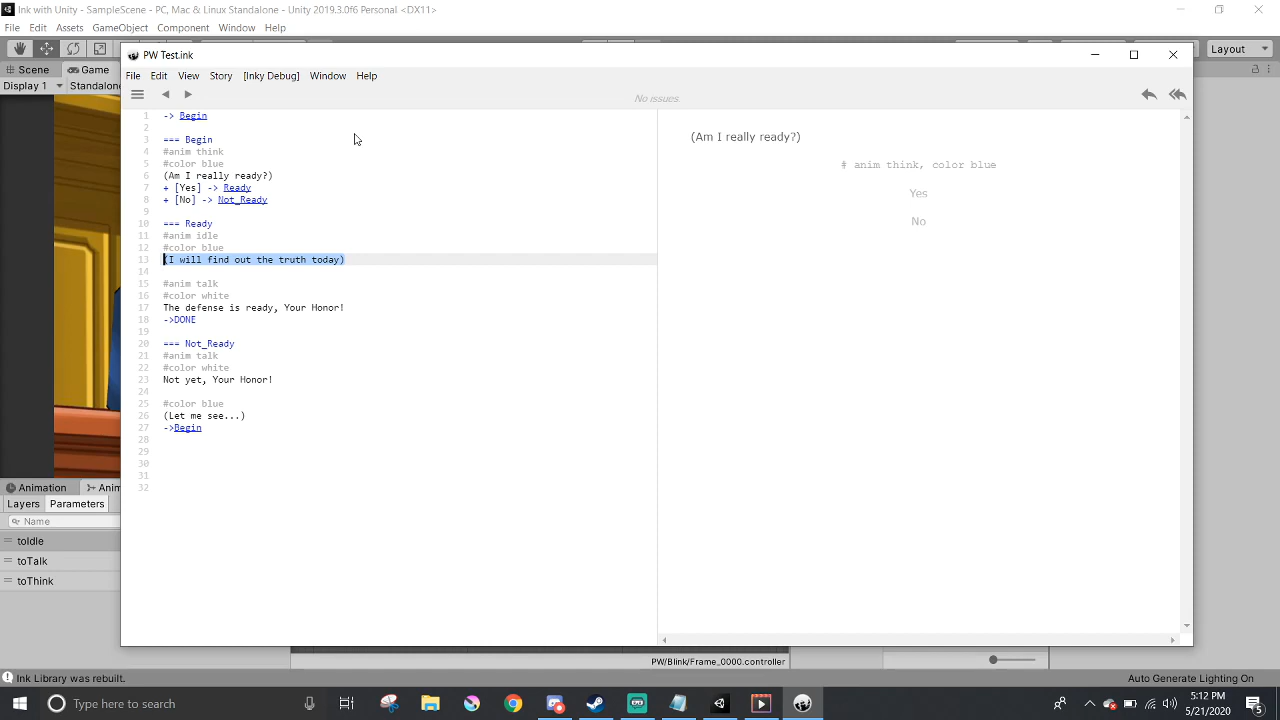 Ink with Unity - SampleScene - PC, Mac & Linux Standalone - Unity 2019.3.0f6 Personal <DX11>
File Edit Assets GameObject Component Window Help
Layout
Scene Game
Display 1 Standalone
PW Test.ink
File Edit View Story [Inky Debug] Window Help
No issues.
1 -> Begin
2
3 === Begin
4 #anim think
5 #color blue
6 (Am I really ready?)
7 + [Yes] -> Ready
8 + [No] -> Not_Ready
9
10 === Ready
11 #anim idle
12 #color blue
13 (I will find out the truth today)
14
15 #anim talk
16 #color white
17 The defense is ready, Your Honor!
18 ->DONE
19
20 === Not_Ready
21 #anim talk
22 #color white
23 Not yet, Your Honor!
24
25 #color blue
26 (Let me see...)
27 ->Begin
28
29
30
31
32
(Am I really ready?)
# anim think, color blue
Yes
No
Animation Anim
Layers Parameters
Name
toIdle
toTalk
toThink
PW/Blink/Frame_0000.controller
Ink Library was rebuilt.
Auto Generate Lighting On
Type here to search
5:12 PM
5/21/2020
5